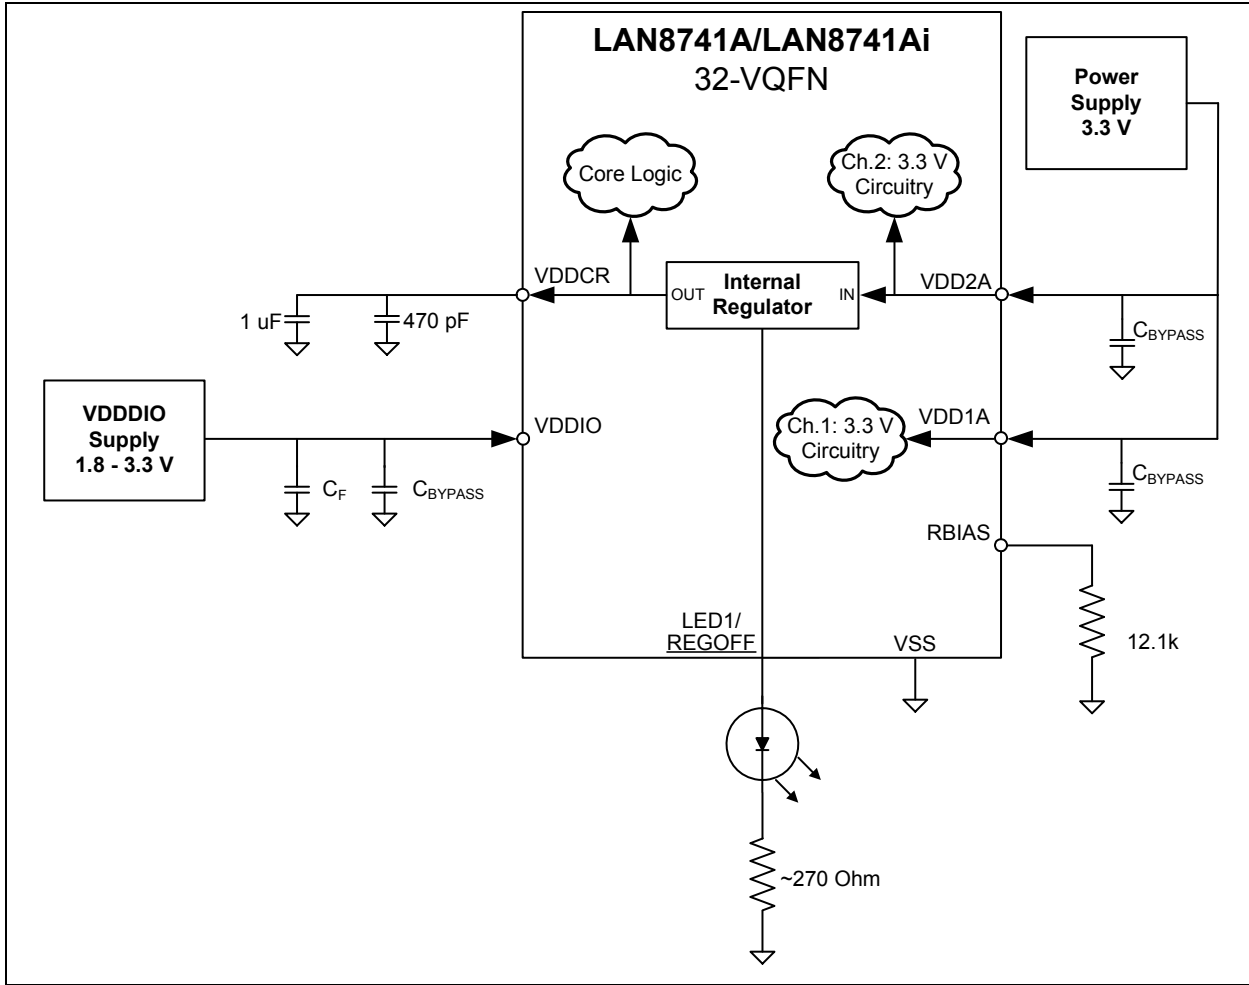 LAN8741A/LAN8741Ai
32-VQFN
Power
Supply
3.3 V
Core Logic
Ch.2: 3.3 V
Circuitry
VDDCR
OUT
Internal
Regulator
IN
VDD2A
1 uF
470 pF
CBYPASS
VDDDIO
Supply
1.8 - 3.3 V
VDDIO
Ch.1: 3.3 V
Circuitry
VDD1A
CF
CBYPASS
CBYPASS
RBIAS
LED1/
REGOFF
VSS
12.1k
~270 Ohm